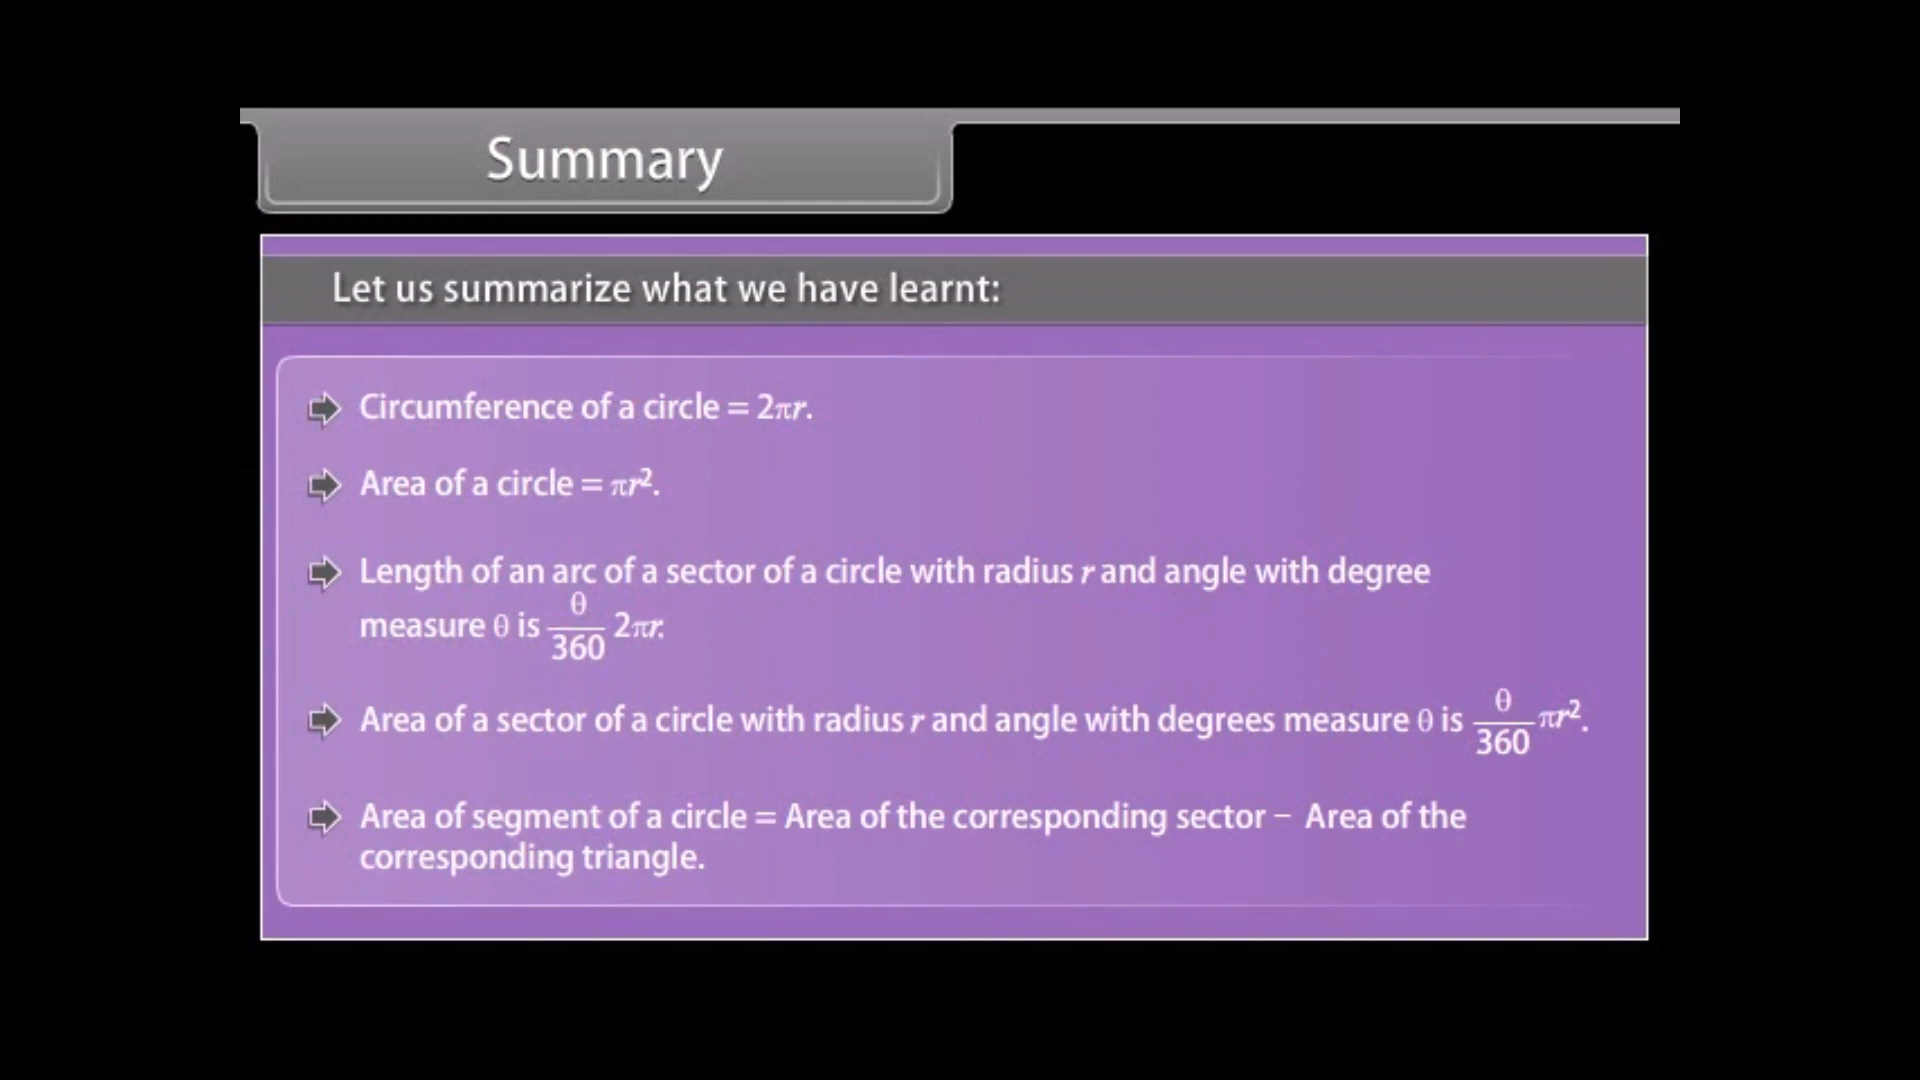 Summary
Let us summarize what we have learnt:
Circumference of a circle = 2πr.
Area of a circle = πr².
Length of an arc of a sector of a circle with radius r and angle with degree
measure θ is θ/360 2πr.
Area of a sector of a circle with radius r and angle with degrees measure θ is θ/360 πr².
Area of segment of a circle = Area of the corresponding sector – Area of the
corresponding triangle.